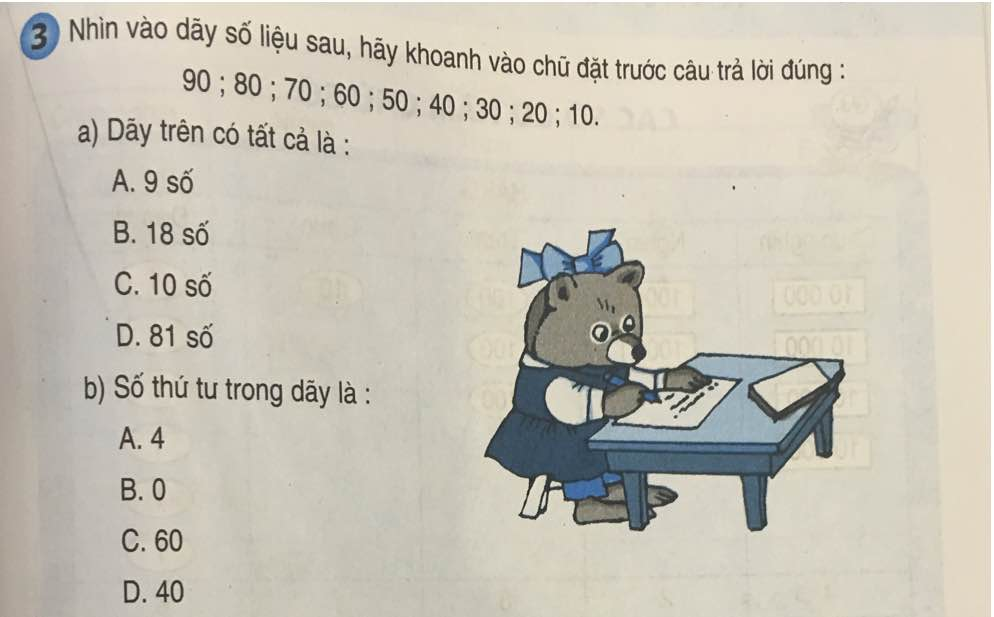 3 Nhìn vào dãy số liệu sau, hãy khoanh vào chữ đặt trước câu trả lời đúng :
90 ; 80 ; 70 ; 60 ; 50 ; 40 ; 30 ; 20 ; 10.
a) Dãy trên có tất cả là :
A. 9 số
B. 18 số
C. 10 số
D. 81 số
b) Số thứ tư trong dãy là :
A. 4
B. 0
C. 60
D. 40